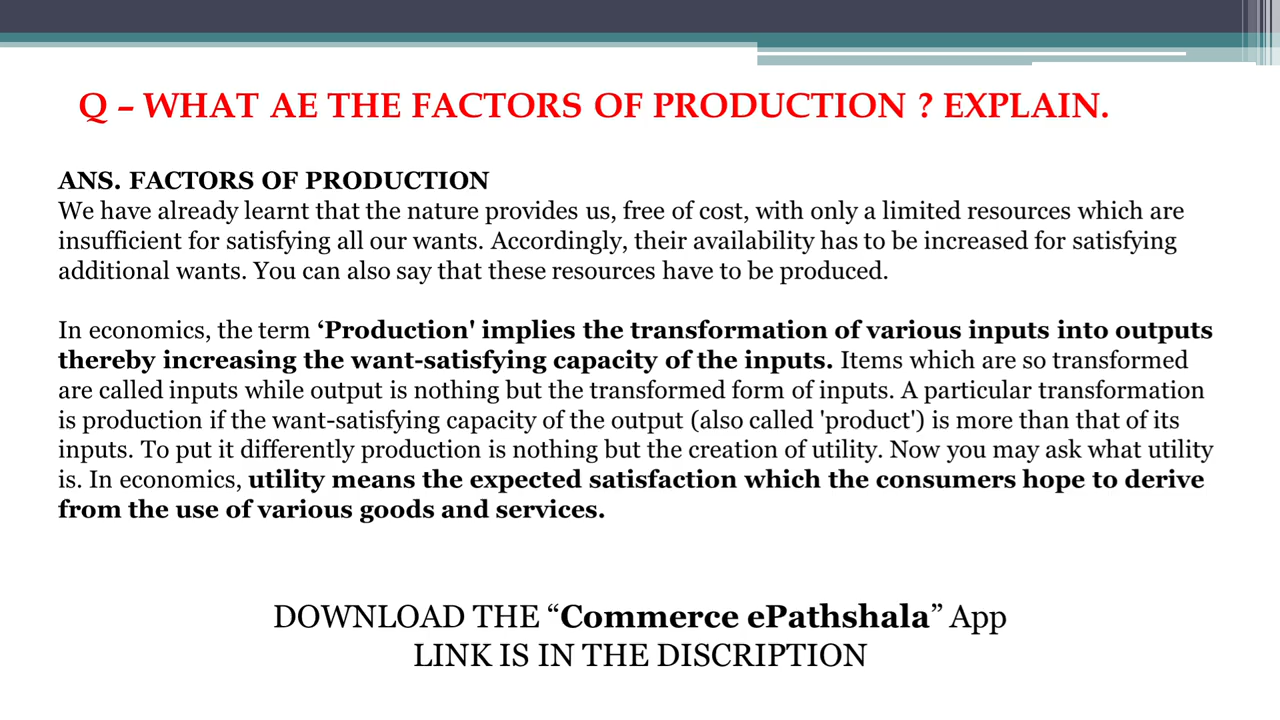 Q – WHAT AE THE FACTORS OF PRODUCTION ? EXPLAIN.
ANS. FACTORS OF PRODUCTION
We have already learnt that the nature provides us, free of cost, with only a limited resources which are
insufficient for satisfying all our wants. Accordingly, their availability has to be increased for satisfying
additional wants. You can also say that these resources have to be produced.
In economics, the term ‘Production' implies the transformation of various inputs into outputs
thereby increasing the want-satisfying capacity of the inputs. Items which are so transformed
are called inputs while output is nothing but the transformed form of inputs. A particular transformation
is production if the want-satisfying capacity of the output (also called 'product') is more than that of its
inputs. To put it differently production is nothing but the creation of utility. Now you may ask what utility
is. In economics, utility means the expected satisfaction which the consumers hope to derive
from the use of various goods and services.
DOWNLOAD THE “Commerce ePathshala” App
LINK IS IN THE DISCRIPTION